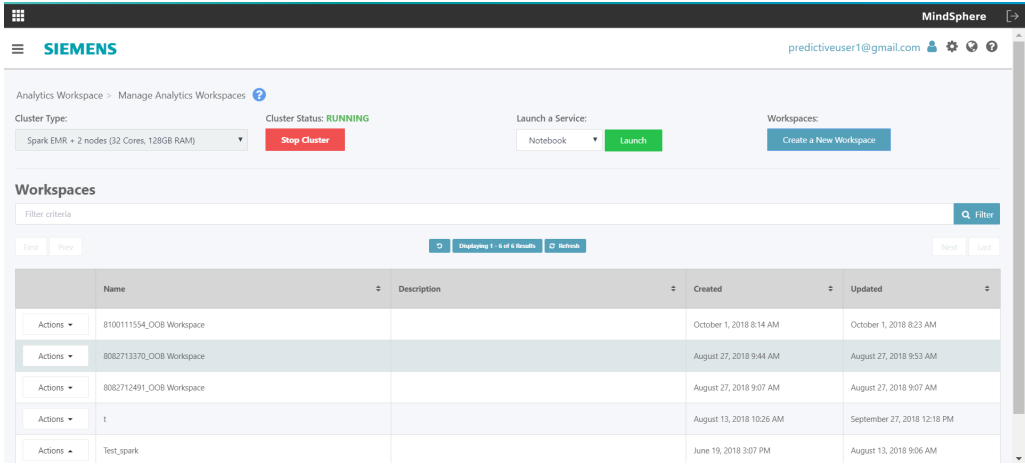 MindSphere
SIEMENS
predictiveuser1@gmail.com
Analytics Workspace > Manage Analytics Workspaces
Cluster Type: Cluster Status: RUNNING Launch a Service: Workspaces:
Spark EMR + 2 nodes (32 Cores, 128GB RAM) Stop Cluster Notebook Launch Create a New Workspace
Workspaces
Filter criteria Filter
First Prev Displaying 1 - 6 of 6 Results Refresh Next Last
Name Description Created Updated
Actions 8100111554_OOB Workspace October 1, 2018 8:14 AM October 1, 2018 8:23 AM
Actions 8082713370_OOB Workspace August 27, 2018 9:44 AM August 27, 2018 9:53 AM
Actions 8082712491_OOB Workspace August 27, 2018 9:07 AM August 27, 2018 9:07 AM
Actions t August 13, 2018 10:26 AM September 27, 2018 12:18 PM
Actions Test_spark June 19, 2018 3:07 PM August 13, 2018 9:06 AM